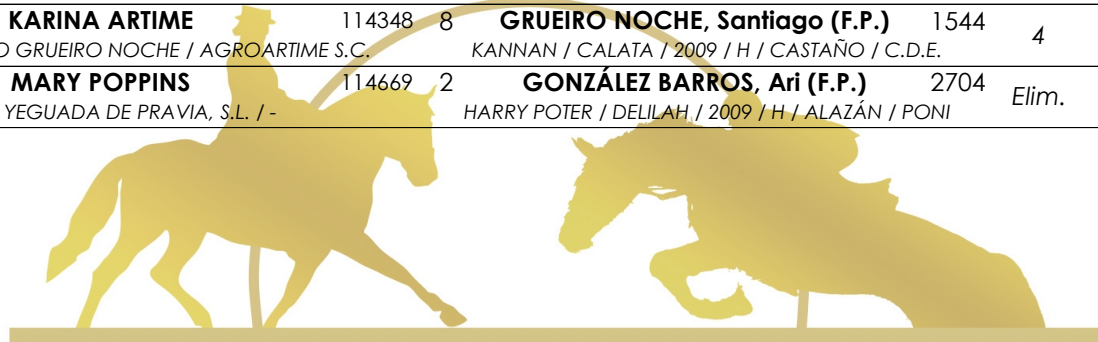 KARINA ARTIME 114348 8 GRUEIRO NOCHE, Santiago (F.P.) 1544 4
O GRUEIRO NOCHE / AGROARTIME S.C. KANNAN / CALATA / 2009 / H / CASTAÑO / C.D.E.
MARY POPPINS 114669 2 GONZÁLEZ BARROS, Ari (F.P.) 2704 Elim.
YEGUADA DE PRAVIA, S.L. / - HARRY POTER / DELILAH / 2009 / H / ALAZÁN / PONI